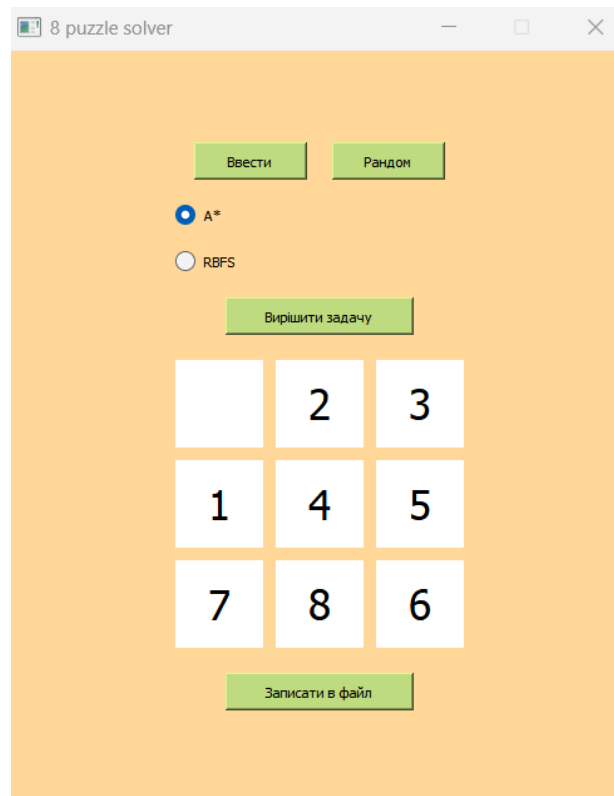 8 puzzle solver
Ввести Рандом
A*
RBFS
Вирішити задачу
2 3
1 4 5
7 8 6
Записати в файл